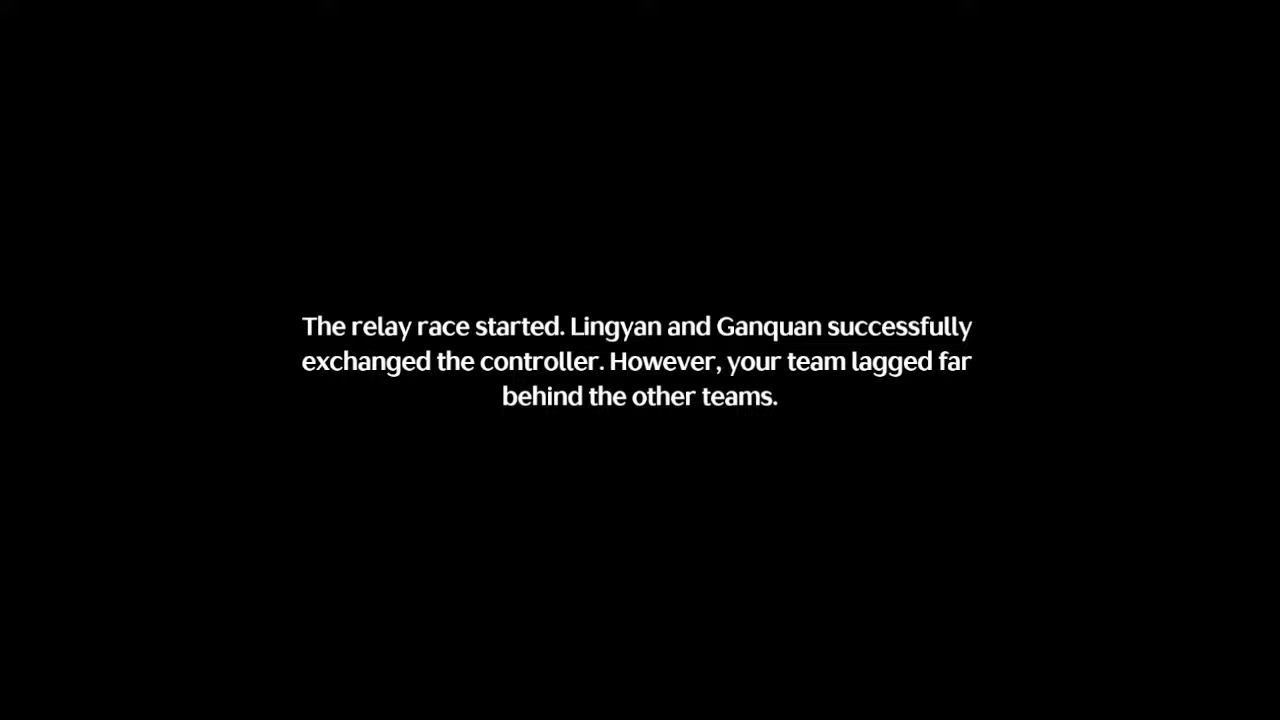 The relay race started. Lingyan and Ganquan successfully
exchanged the controller. However, your team lagged far
behind the other teams.